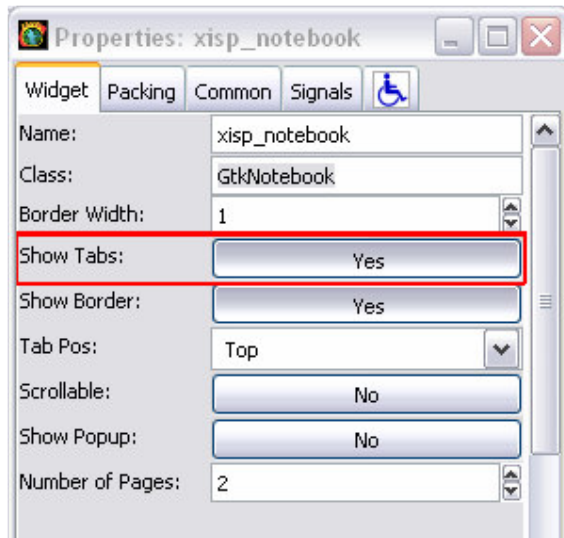 Properties: xisp_notebook
Widget Packing Common Signals
Name: xisp_notebook
Class: GtkNotebook
Border Width: 1
Show Tabs: Yes
Show Border: Yes
Tab Pos: Top
Scrollable: No
Show Popup: No
Number of Pages: 2